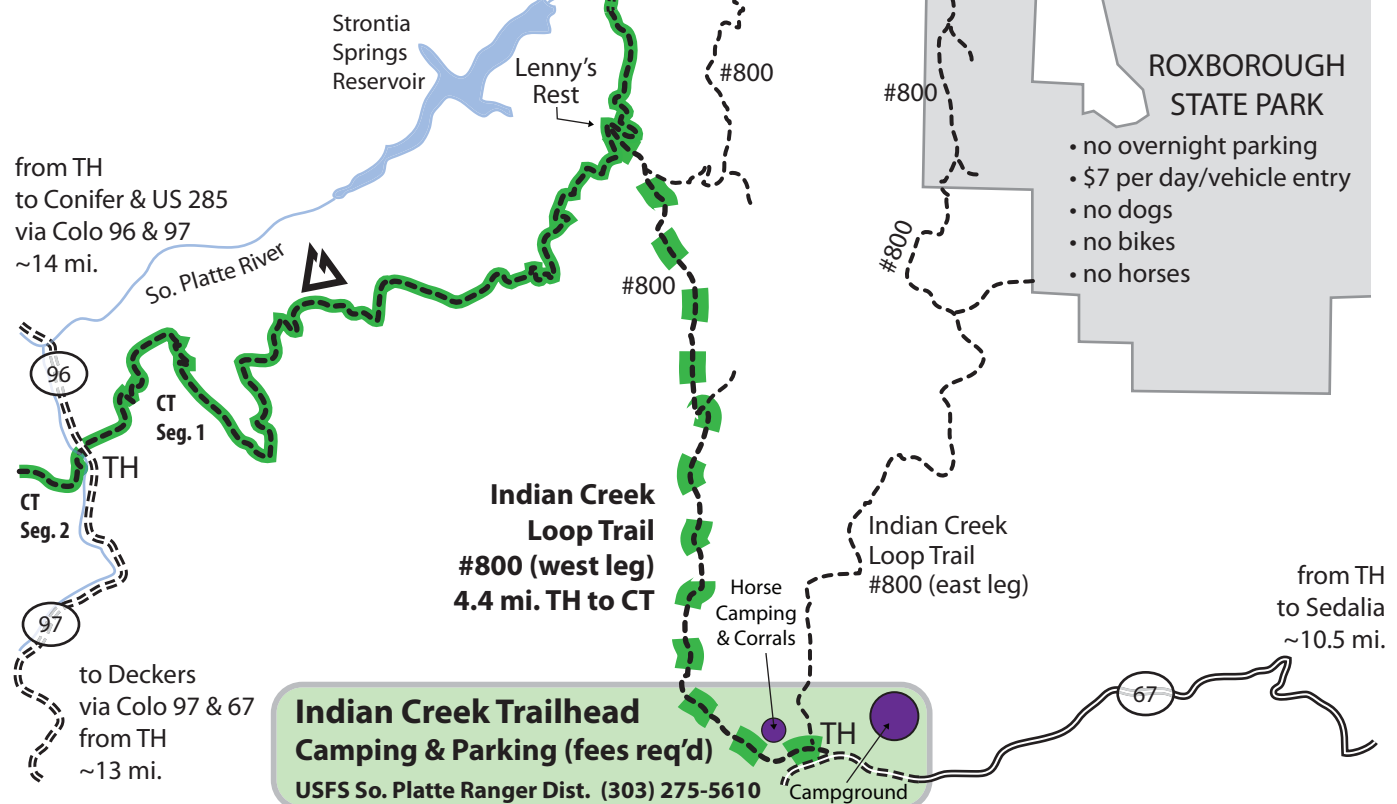 Strontia
Springs
Reservoir
Lenny's
Rest
#800
#800
ROXBOROUGH
STATE PARK
• no overnight parking
• $7 per day/vehicle entry
• no dogs
• no bikes
• no horses
from TH
to Conifer & US 285
via Colo 96 & 97
~14 mi.
So. Platte River
#800
#800
96
CT
Seg. 1
TH
CT
Seg. 2
Indian Creek
Loop Trail
#800 (west leg)
4.4 mi. TH to CT
Indian Creek
Loop Trail
#800 (east leg)
Horse
Camping
& Corrals
from TH
to Sedalia
~10.5 mi.
97
to Deckers
via Colo 97 & 67
from TH
~13 mi.
67
Indian Creek Trailhead
Camping & Parking (fees req'd)
USFS So. Platte Ranger Dist. (303) 275-5610
TH
Campground